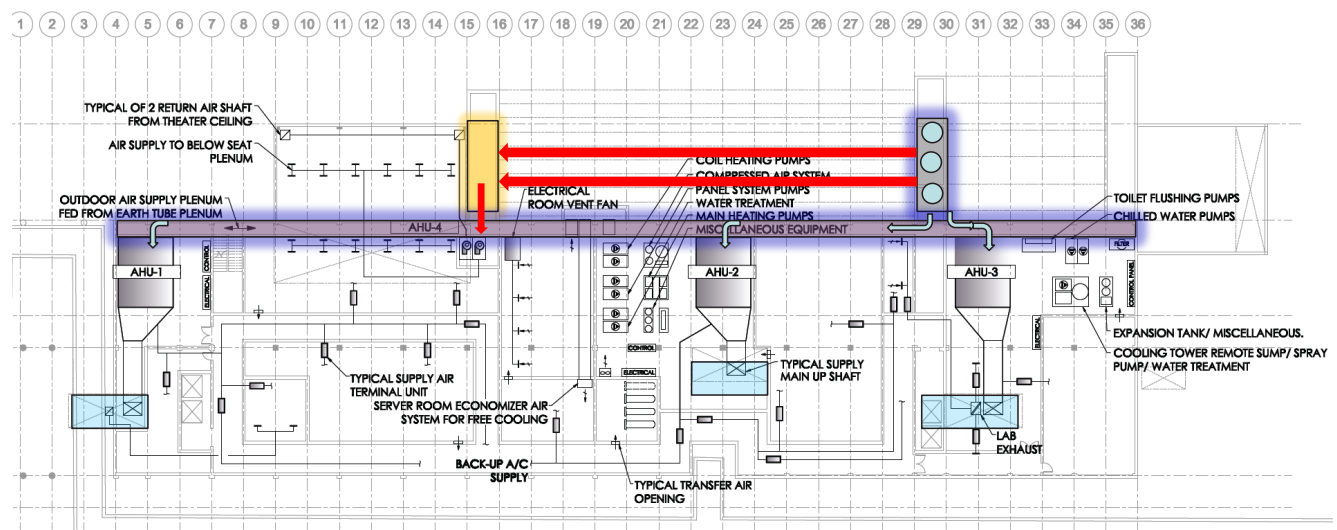 1 2 3 4 5 6 7 8 9 10 11 12 13 14 15 16 17 18 19 20 21 22 23 24 25 26 27 28 29 30 31 32 33 34 35 36
TYPICAL OF 2 RETURN AIR SHAFT
FROM THEATER CEILING
AIR SUPPLY TO BELOW SEAT
PLENUM
OUTDOOR AIR SUPPLY PLENUM
FED FROM EARTH TUBE PLENUM
ELECTRICAL
ROOM VENT FAN
COIL HEATING PUMPS
COMPRESSED AIR SYSTEM
PANEL SYSTEM PUMPS
WATER TREATMENT
MAIN HEATING PUMPS
MISCELLANEOUS EQUIPMENT
TOILET FLUSHING PUMPS
CHILLED WATER PUMPS
AHU-4
FILTER
AHU-1
CONTROL
ELECTRICAL
AHU-2
AHU-3
CONTROL PANEL
EXPANSION TANK/ MISCELLANEOUS.
COOLING TOWER REMOTE SUMP/ SPRAY
PUMP/ WATER TREATMENT
ELECTRICAL
CONTROL
ELECTRICAL
TYPICAL SUPPLY AIR
TERMINAL UNIT
SERVER ROOM ECONOMIZER AIR
SYSTEM FOR FREE COOLING
TYPICAL SUPPLY
MAIN UP SHAFT
LAB
EXHAUST
BACK-UP A/C
SUPPLY
TYPICAL TRANSFER AIR
OPENING